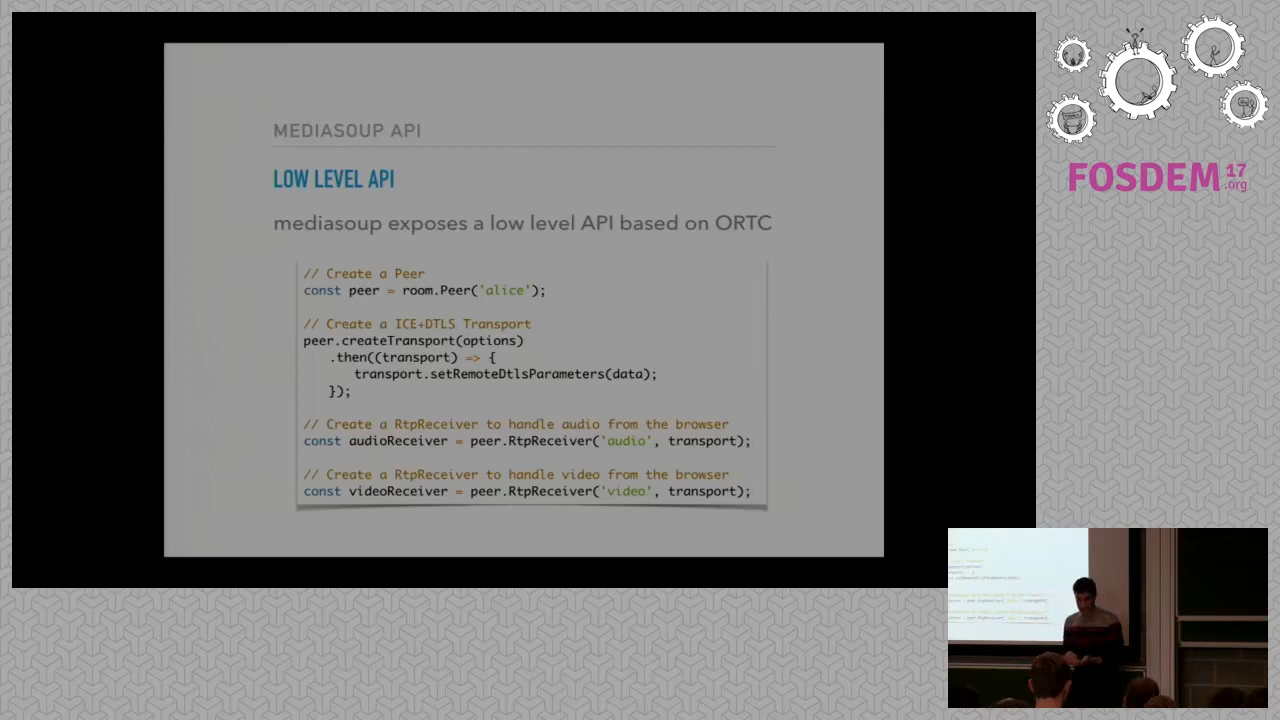 MEDIASOUP API
LOW LEVEL API
mediasoup exposes a low level API based on ORTC
// Create a Peer
const peer = room.Peer('alice');
// Create a ICE+DTLS Transport
peer.createTransport(options)
.then((transport) => {
transport.setRemoteDtlsParameters(data);
});
// Create a RtpReceiver to handle audio from the browser
const audioReceiver = peer.RtpReceiver('audio', transport);
// Create a RtpReceiver to handle video from the browser
const videoReceiver = peer.RtpReceiver('video', transport);
FOSDEM 17
.org